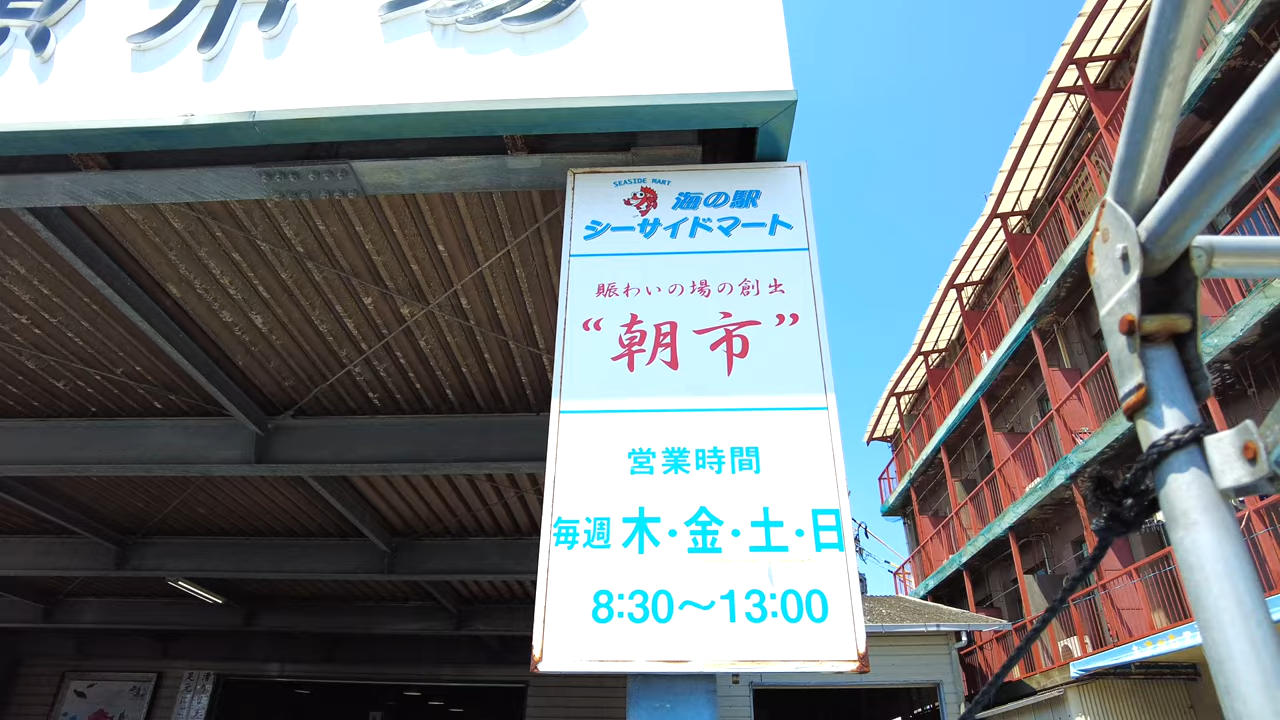 SEASIDE MART
海の駅
シーサイドマート
賑わいの場の創出
“朝市”
営業時間
毎週 木・金・土・日
8:30〜13:00